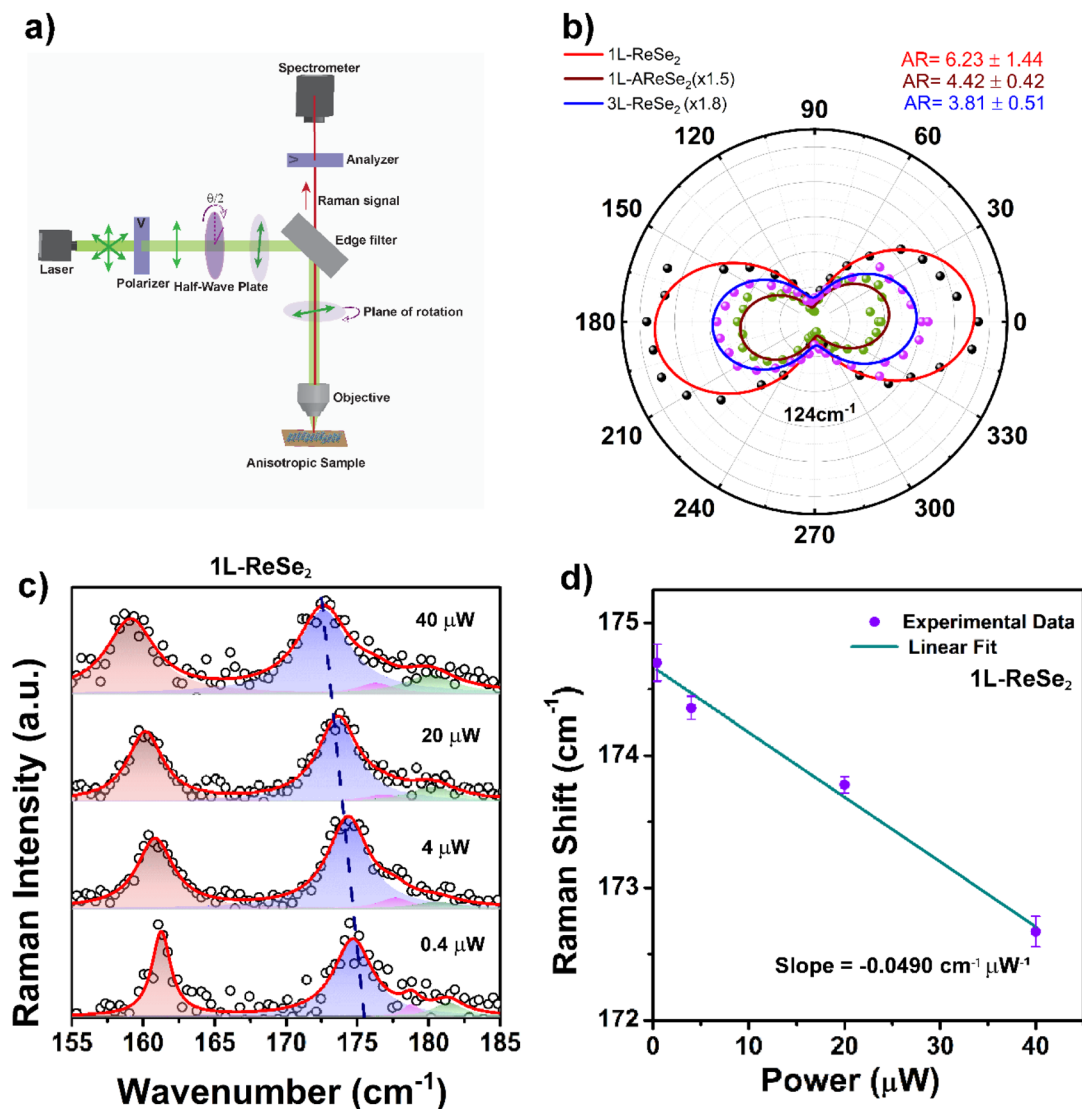 a)
Spectrometer
Analyzer
Raman signal
θ/2
Edge filter
Laser
Polarizer
Half-Wave Plate
Plane of rotation
Objective
Anisotropic Sample
b)
1L-ReSe₂ AR= 6.23 ± 1.44
1L-AReSe₂(x1.5) AR= 4.42 ± 0.42
3L-ReSe₂ (x1.8) AR= 3.81 ± 0.51
90
120 60
150 30
180 0
124cm⁻¹
210 330
240 300
270
c)
1L-ReSe₂
40 μW
20 μW
4 μW
0.4 μW
Raman Intensity (a.u.)
155 160 165 170 175 180 185
Wavenumber (cm⁻¹)
d)
Experimental Data
Linear Fit
1L-ReSe₂
175
174
173
172
Raman Shift (cm⁻¹)
Slope = -0.0490 cm⁻¹ μW⁻¹
0 10 20 30 40
Power (μW)